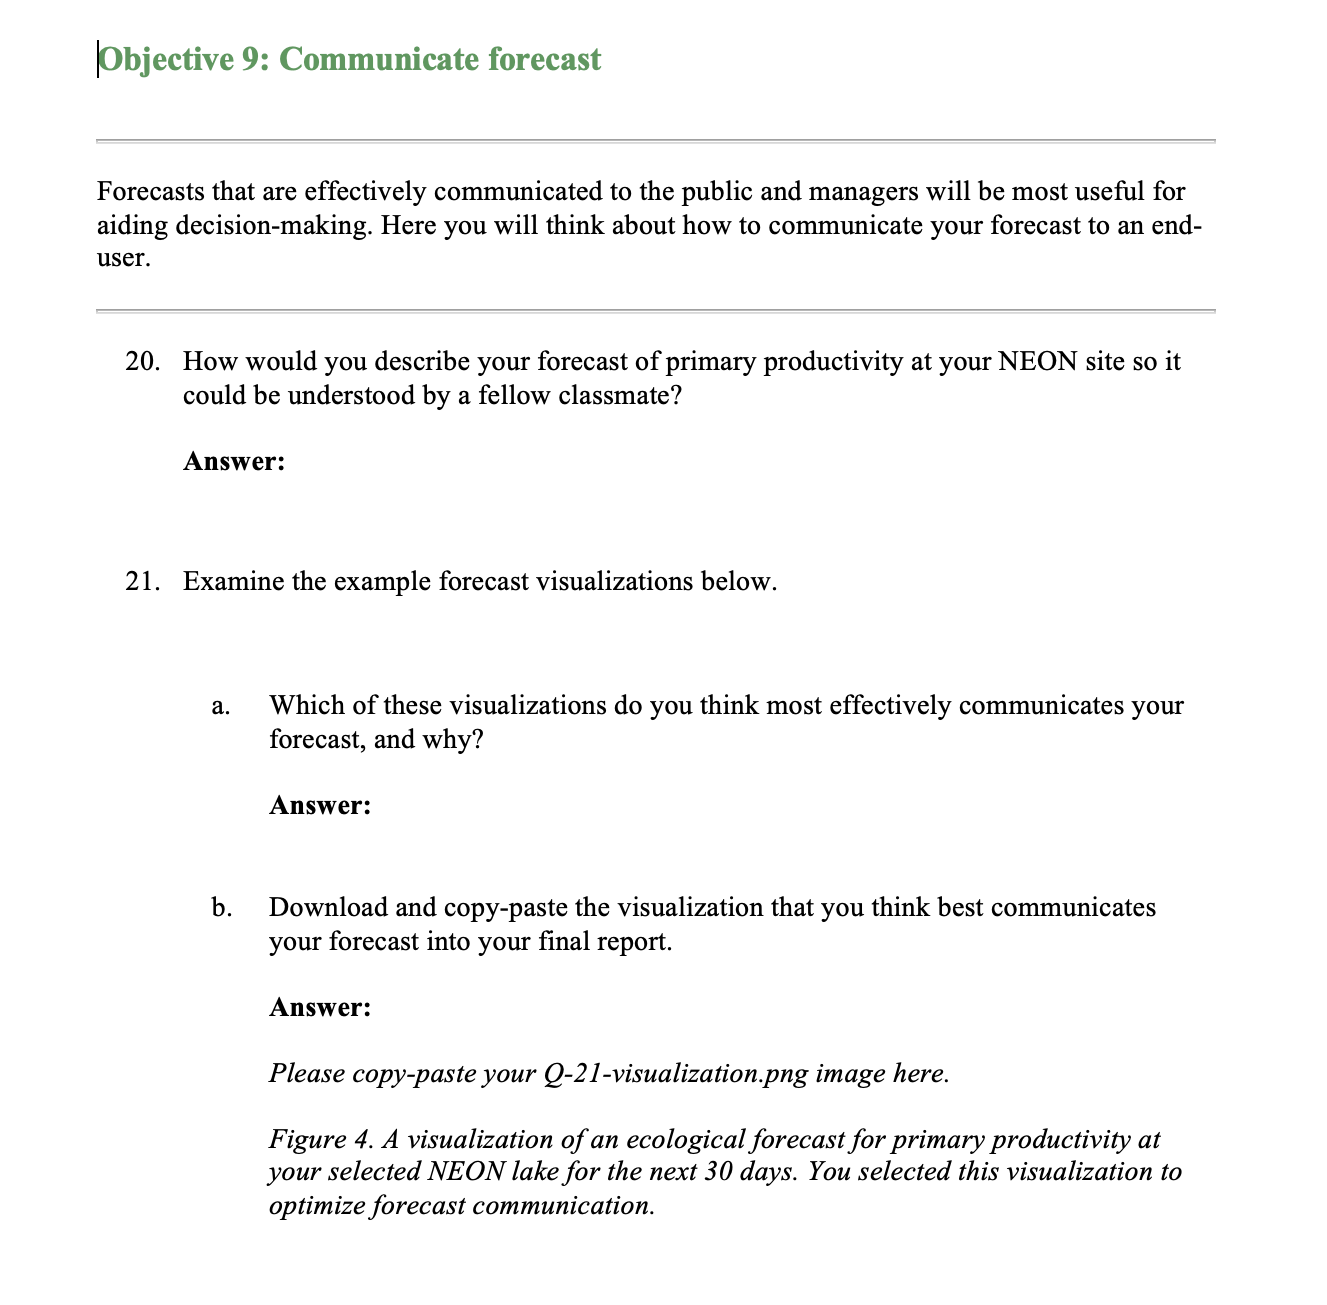 Objective 9: Communicate forecast
Forecasts that are effectively communicated to the public and managers will be most useful for
aiding decision-making. Here you will think about how to communicate your forecast to an end-
user.
20. How would you describe your forecast of primary productivity at your NEON site so it
could be understood by a fellow classmate?
Answer:
21. Examine the example forecast visualizations below.
a. Which of these visualizations do you think most effectively communicates your
forecast, and why?
Answer:
b. Download and copy-paste the visualization that you think best communicates
your forecast into your final report.
Answer:
Please copy-paste your Q-21-visualization.png image here.
Figure 4. A visualization of an ecological forecast for primary productivity at
your selected NEON lake for the next 30 days. You selected this visualization to
optimize forecast communication.